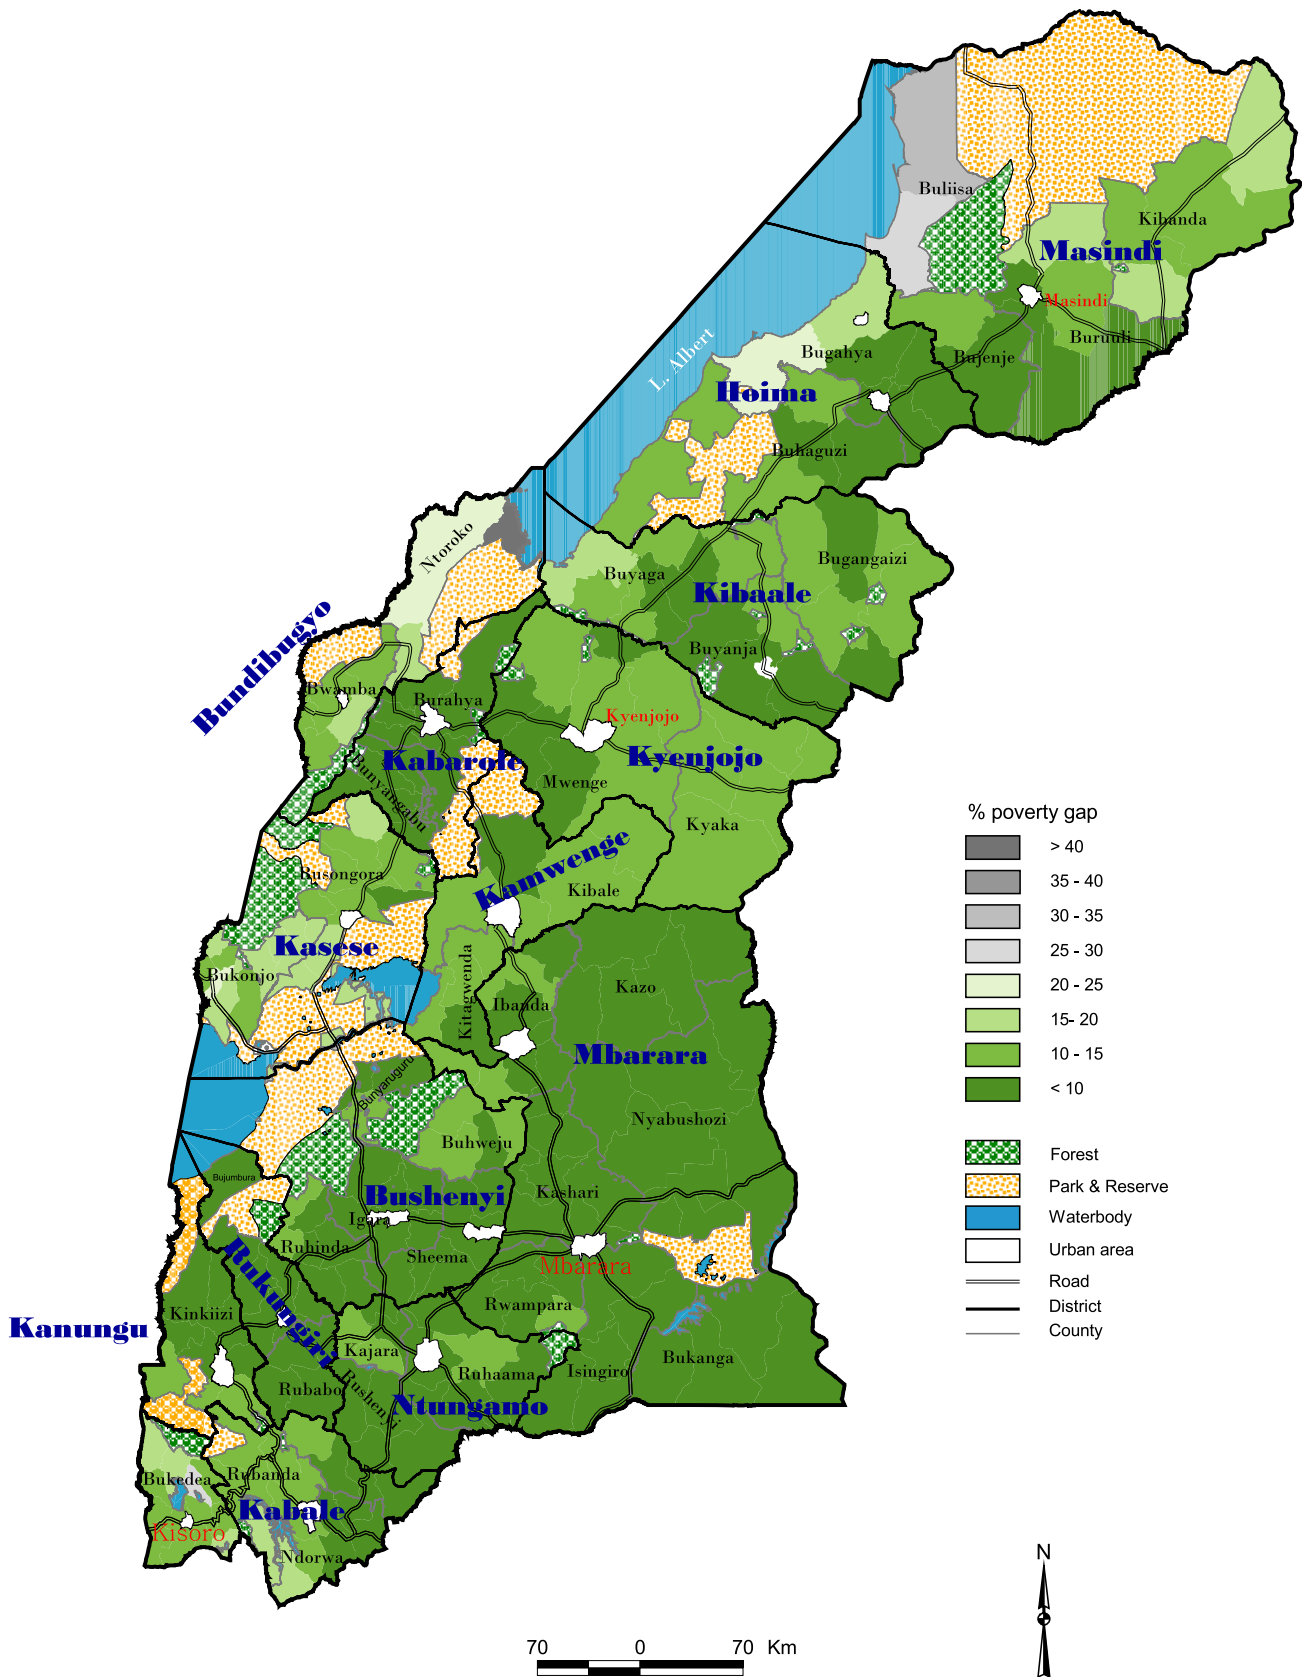 Buliisa
Kibanda
Masindi
Masindi
Buruuli
L. Albert
Bugahya
Bujenje
Hoima
Buhaguzi
Ntoroko
Bugangaizi
Buyaga
Kibaale
Buyanja
Bundibugyo
Bwamba
Burahya
Kyenjojo
Kabarole
Kyenjojo
Bunyangabu
Mwenge
Kyaka
Busongora
Kamwenge
Kibale
Kasese
Bukonjo
Kitagwenda
Ibanda
Kazo
Mbarara
Bunyaruguru
Nyabushozi
Buhweju
Bujumbura
Bushenyi
Kashari
Igara
Ruhinda
Sheema
Mbarara
Rukungiri
Rwampara
Kinkiizi
Kanungu
Kajara
Ruhaama
Isingiro
Bukanga
Rubabo
Rushenyi
Ntungamo
Bukedea
Rubanda
Kabale
Kisoro
Ndorwa
% poverty gap
> 40
35 - 40
30 - 35
25 - 30
20 - 25
15- 20
10 - 15
< 10
Forest
Park & Reserve
Waterbody
Urban area
Road
District
County
N
70 0 70 Km